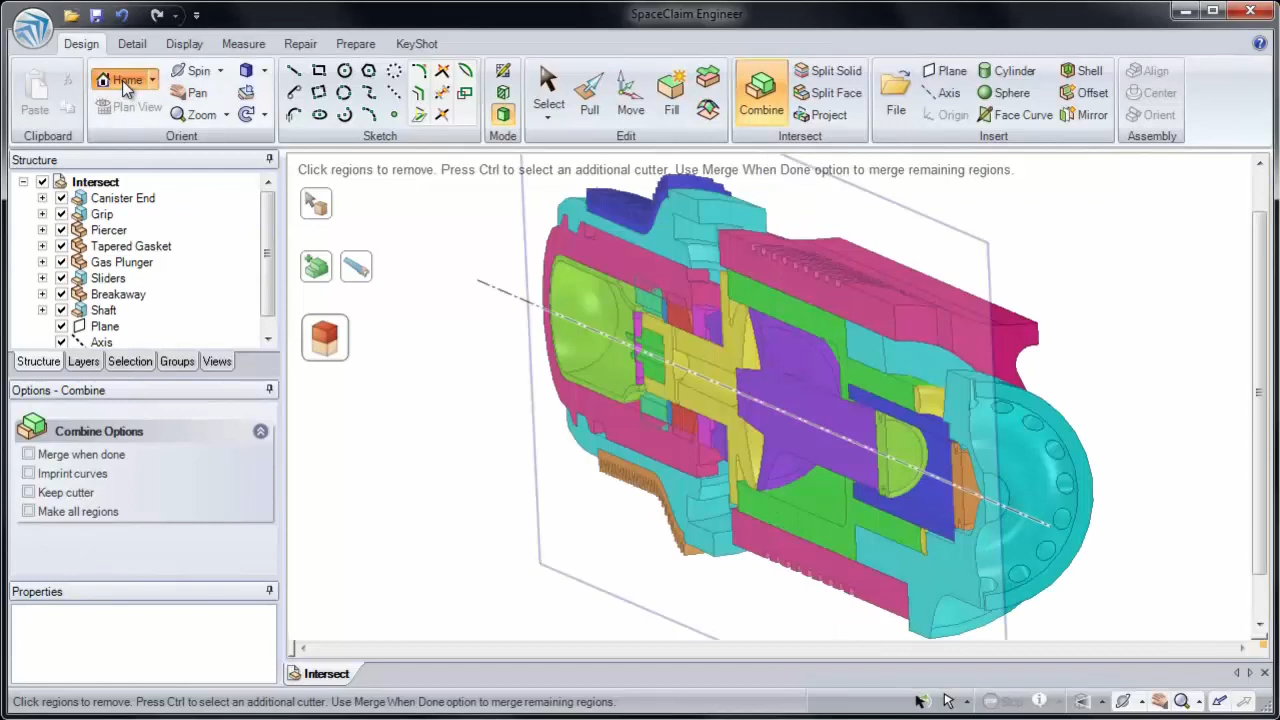 SpaceClaim Engineer
Design Detail Display Measure Repair Prepare KeyShot
Paste
Clipboard
Home
Plan View
Spin
Pan
Zoom
Orient
Sketch
Mode
Select
Pull
Move
Fill
Edit
Combine
Split Solid
Split Face
Project
Intersect
File
Plane
Axis
Origin
Cylinder
Sphere
Face Curve
Shell
Offset
Mirror
Insert
Align
Center
Orient
Assembly
Structure
Intersect
Canister End
Grip
Piercer
Tapered Gasket
Gas Plunger
Sliders
Breakaway
Shaft
Plane
Axis
Structure Layers Selection Groups Views
Options - Combine
Combine Options
Merge when done
Imprint curves
Keep cutter
Make all regions
Properties
Click regions to remove. Press Ctrl to select an additional cutter. Use Merge When Done option to merge remaining regions.
Intersect
Click regions to remove. Press Ctrl to select an additional cutter. Use Merge When Done option to merge remaining regions.
Stop